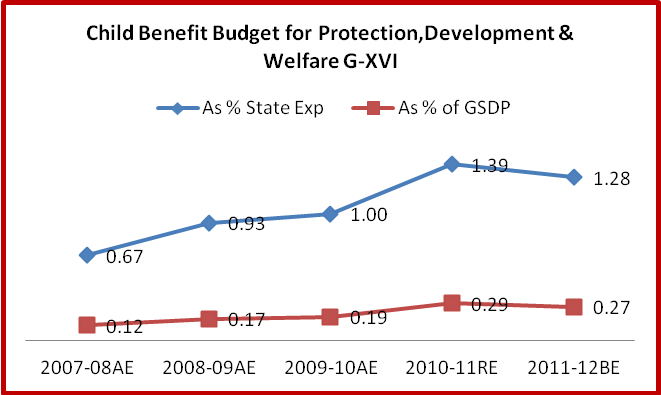 Child Benefit Budget for Protection,Development &
Welfare G-XVI
As % State Exp
As % of GSDP
0.67
0.93
1.00
1.39
1.28
0.12
0.17
0.19
0.29
0.27
2007-08AE
2008-09AE
2009-10AE
2010-11RE
2011-12BE